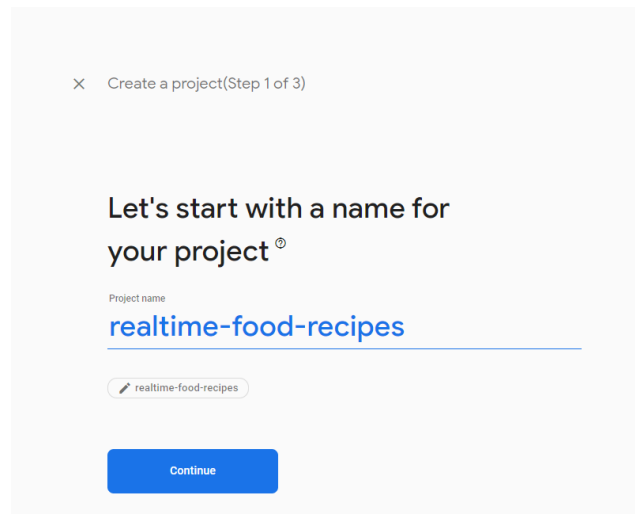 Create a project(Step 1 of 3)
Let's start with a name for
your project
Project name
realtime-food-recipes
realtime-food-recipes
Continue